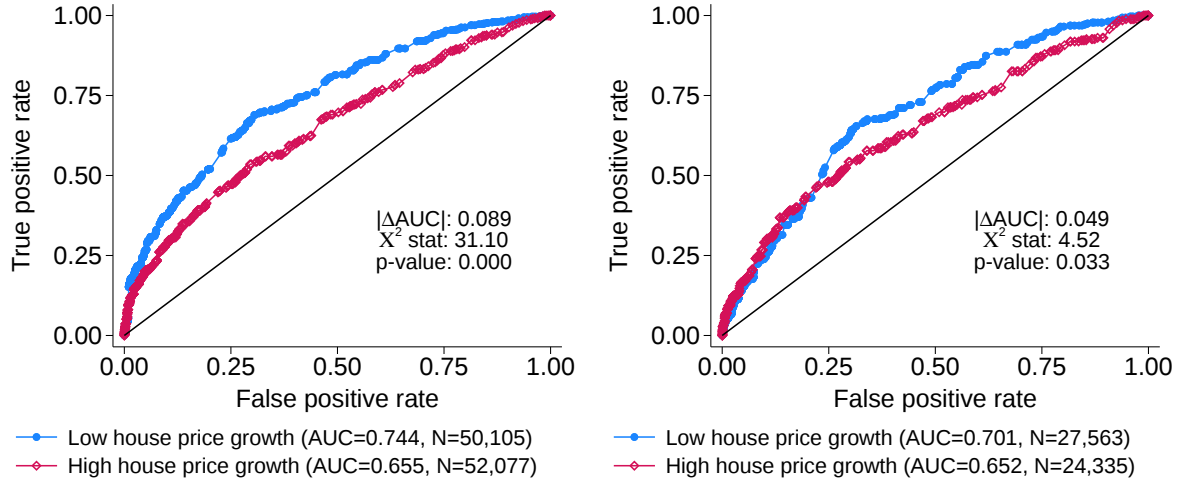 True positive rate
1.00
0.75
0.50
0.25
0.00
|ΔAUC|: 0.089
X² stat: 31.10
p-value: 0.000
0.00 0.25 0.50 0.75 1.00
False positive rate
Low house price growth (AUC=0.744, N=50,105)
High house price growth (AUC=0.655, N=52,077)
True positive rate
1.00
0.75
0.50
0.25
0.00
|ΔAUC|: 0.049
X² stat: 4.52
p-value: 0.033
0.00 0.25 0.50 0.75 1.00
False positive rate
Low house price growth (AUC=0.701, N=27,563)
High house price growth (AUC=0.652, N=24,335)